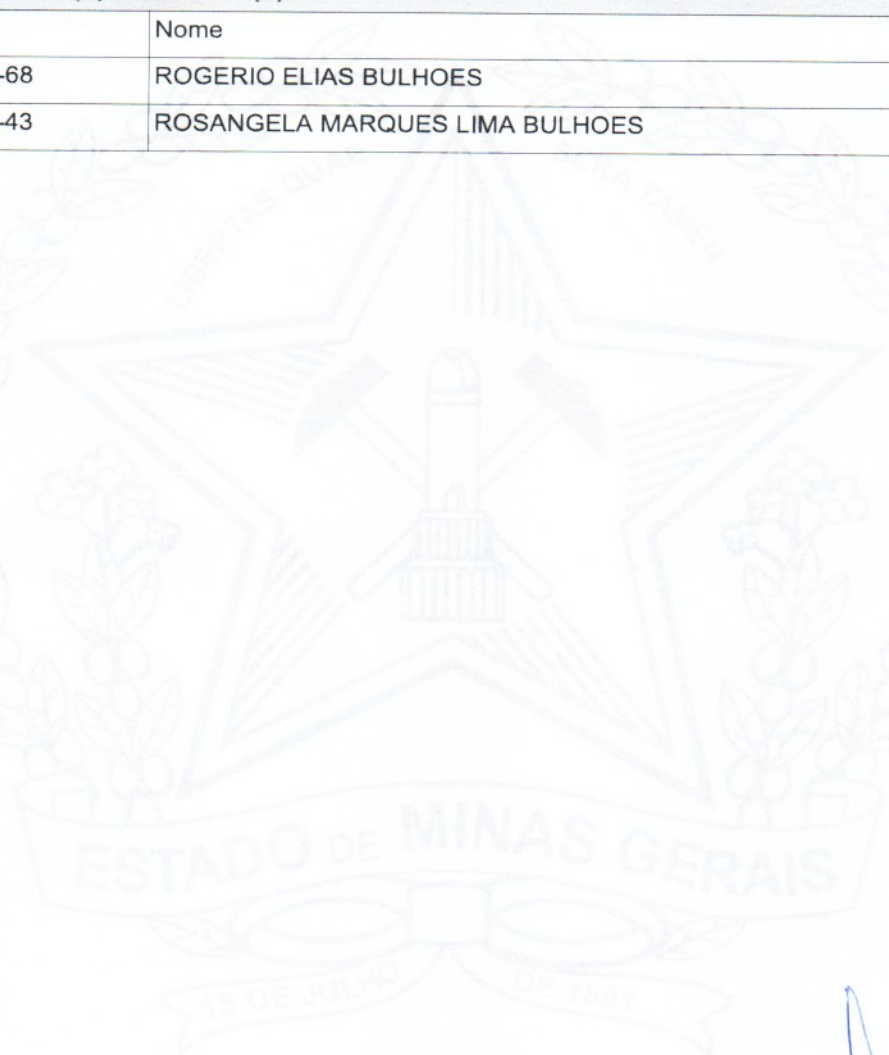 Nome
-68 ROGERIO ELIAS BULHOES
-43 ROSANGELA MARQUES LIMA BULHOES
LIBERTAS QUAE SERA TAMEN
ESTADO DE MINAS GERAIS
15 DE JULHO DE 1891